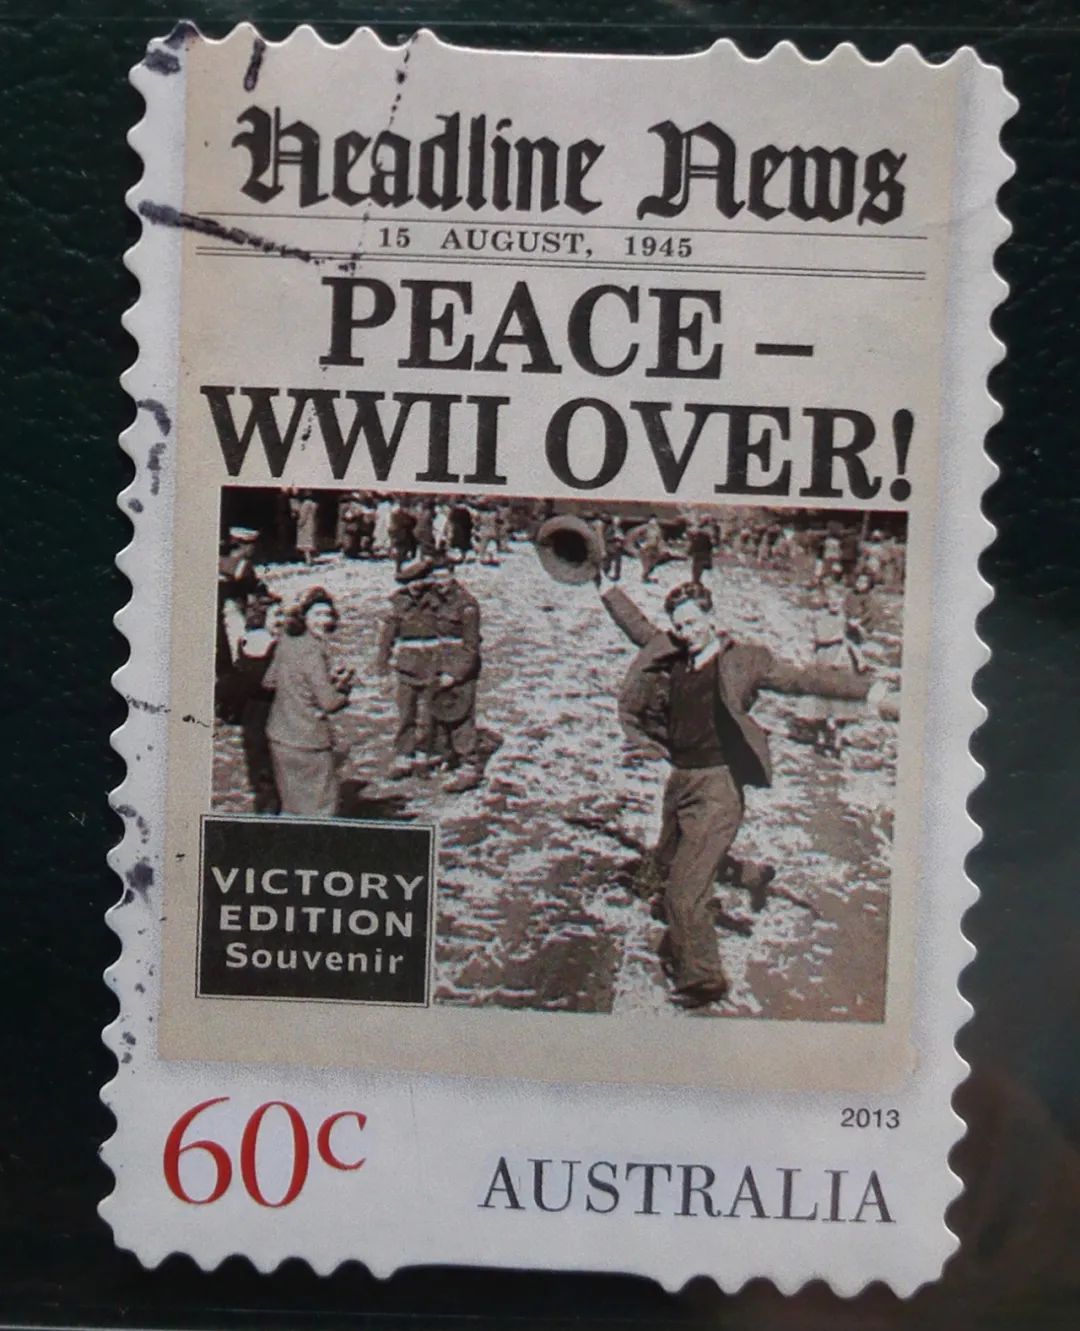 Headline News
15 AUGUST, 1945
PEACE –
WWII OVER!
VICTORY
EDITION
Souvenir
2013
60c
AUSTRALIA